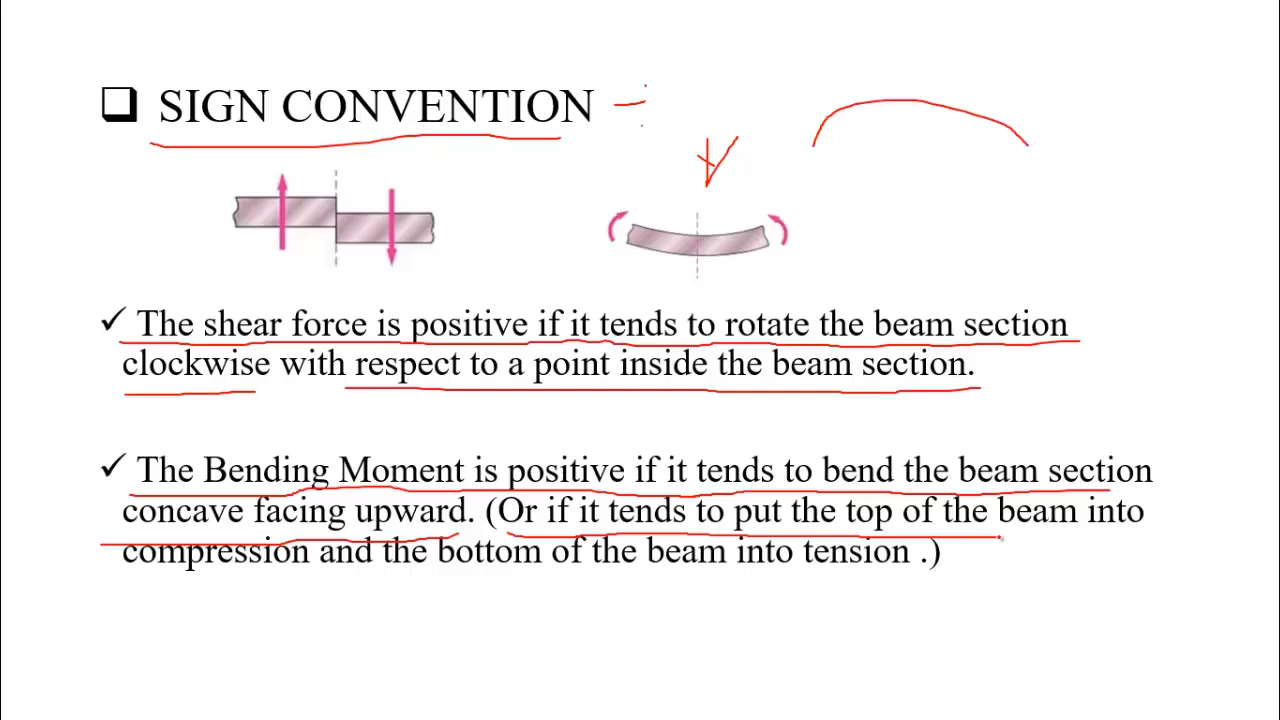 SIGN CONVENTION
The shear force is positive if it tends to rotate the beam section
clockwise with respect to a point inside the beam section.
The Bending Moment is positive if it tends to bend the beam section
concave facing upward. (Or if it tends to put the top of the beam into
compression and the bottom of the beam into tension .)